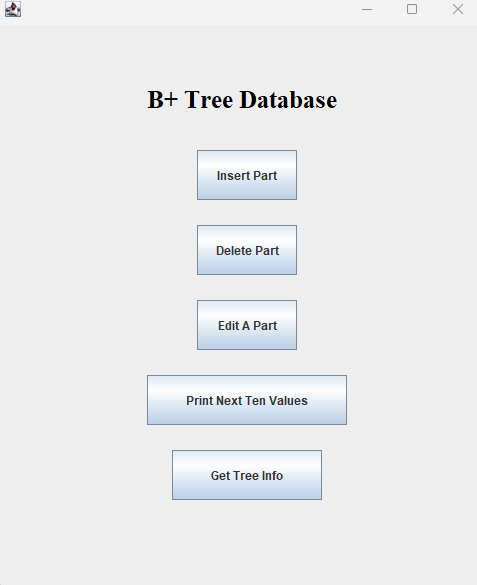 B+ Tree Database
Insert Part
Delete Part
Edit A Part
Print Next Ten Values
Get Tree Info